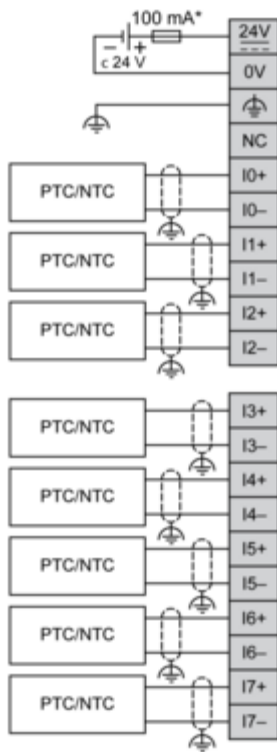 100 mA*
24V
– +
c 24 V
0V
NC
PTC/NTC
I0+
I0–
PTC/NTC
I1+
I1–
PTC/NTC
I2+
I2–
PTC/NTC
I3+
I3–
PTC/NTC
I4+
I4–
PTC/NTC
I5+
I5–
PTC/NTC
I6+
I6–
PTC/NTC
I7+
I7–